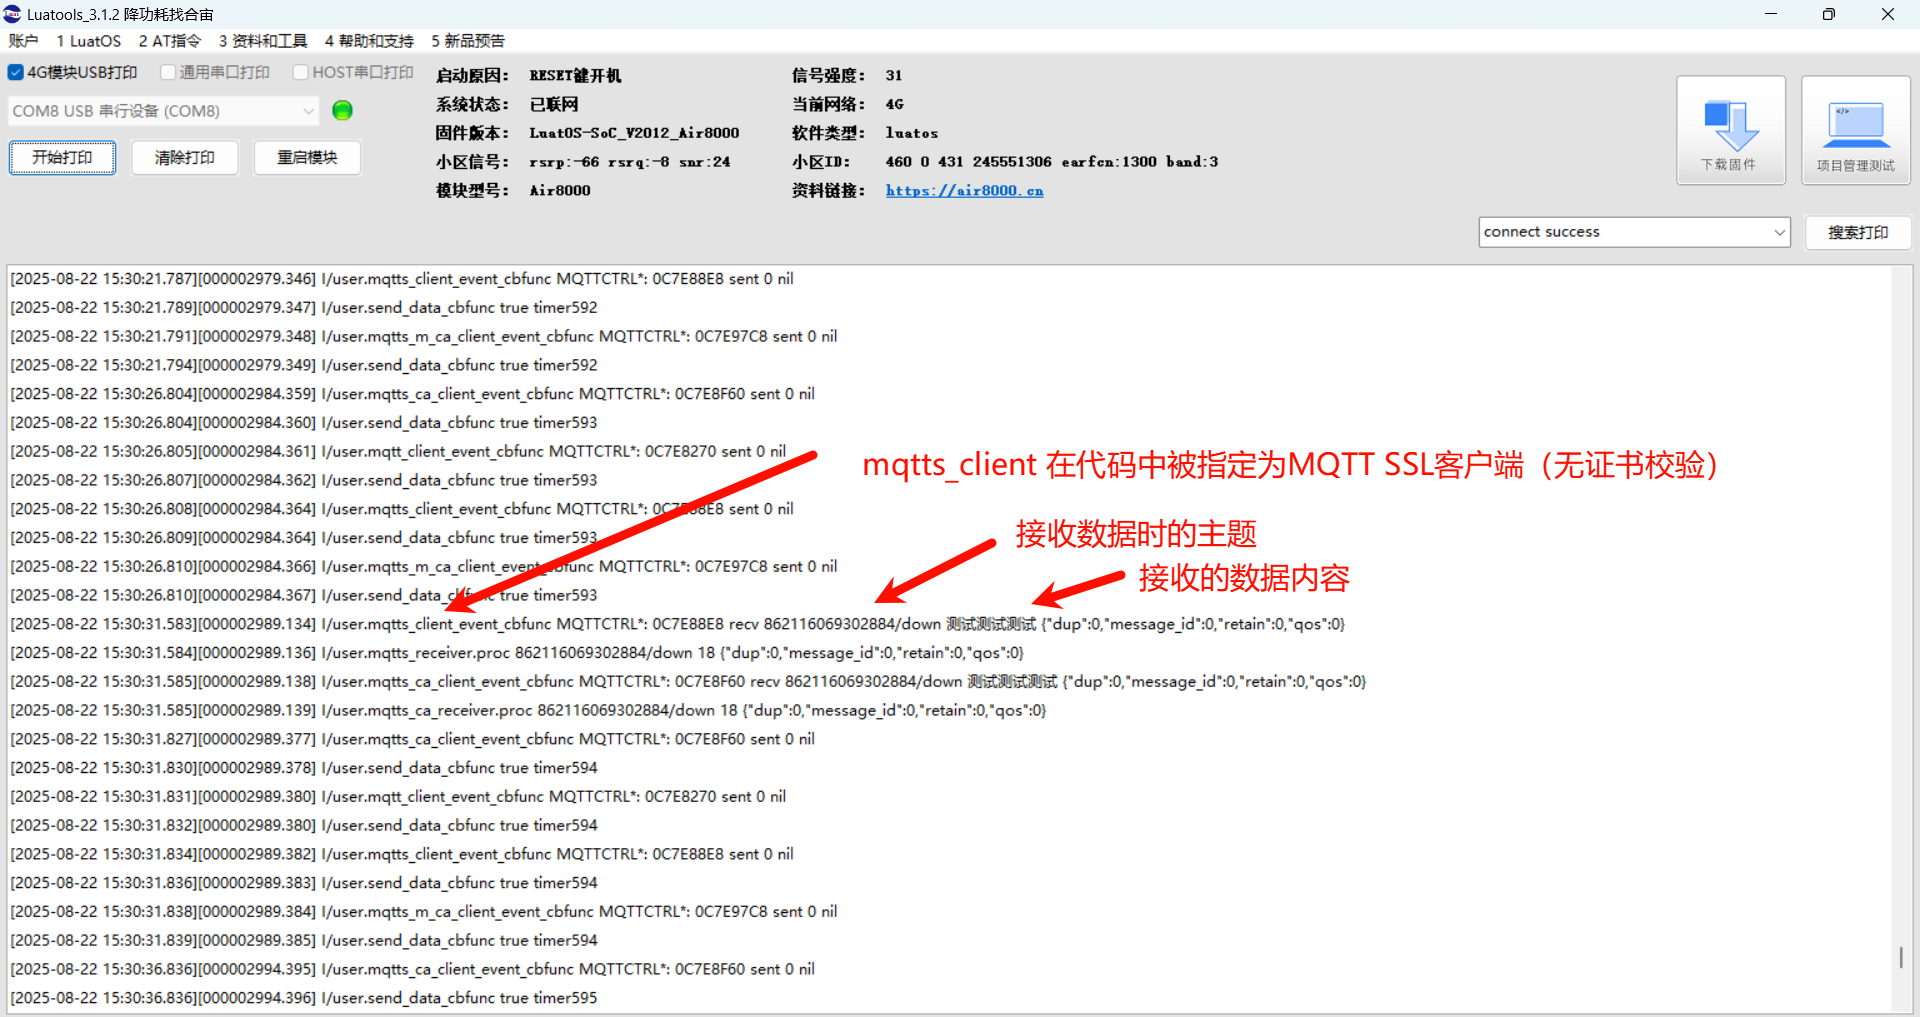 Luatools_3.1.2 降功耗找合宙
账户 1 LuatOS 2 AT指令 3 资料和工具 4 帮助和支持 5 新品预告
4G模块USB打印 通用串口打印 HOST串口打印
COM8 USB 串行设备 (COM8)
开始打印 清除打印 重启模块
启动原因： RESET键开机 信号强度： 31
系统状态： 已联网 当前网络： 4G
固件版本： LuatOS-SoC_V2012_Air8000 软件类型： luatos
小区信号： rsrp:-66 rsrq:-8 snr:24 小区ID： 460 0 431 245551306 earfcn:1300 band:3
模块型号： Air8000 资料链接： https://air8000.cn
下载固件 项目管理测试
connect success 搜索打印
[2025-08-22 15:30:21.787][000002979.346] I/user.mqtts_client_event_cbfunc MQTTCTRL*: 0C7E88E8 sent 0 nil
[2025-08-22 15:30:21.789][000002979.347] I/user.send_data_cbfunc true timer592
[2025-08-22 15:30:21.791][000002979.348] I/user.mqtts_m_ca_client_event_cbfunc MQTTCTRL*: 0C7E97C8 sent 0 nil
[2025-08-22 15:30:21.794][000002979.349] I/user.send_data_cbfunc true timer592
[2025-08-22 15:30:26.804][000002984.359] I/user.mqtts_ca_client_event_cbfunc MQTTCTRL*: 0C7E8F60 sent 0 nil
[2025-08-22 15:30:26.804][000002984.360] I/user.send_data_cbfunc true timer593
[2025-08-22 15:30:26.805][000002984.361] I/user.mqtt_client_event_cbfunc MQTTCTRL*: 0C7E8270 sent 0 nil
mqtts_client 在代码中被指定为MQTT SSL客户端（无证书校验）
[2025-08-22 15:30:26.807][000002984.362] I/user.send_data_cbfunc true timer593
[2025-08-22 15:30:26.808][000002984.364] I/user.mqtts_client_event_cbfunc MQTTCTRL*: 0C7E88E8 sent 0 nil
[2025-08-22 15:30:26.809][000002984.364] I/user.send_data_cbfunc true timer593
接收数据时的主题
[2025-08-22 15:30:26.810][000002984.366] I/user.mqtts_m_ca_client_event_cbfunc MQTTCTRL*: 0C7E97C8 sent 0 nil
接收的数据内容
[2025-08-22 15:30:26.810][000002984.367] I/user.send_data_cbfunc true timer593
[2025-08-22 15:30:31.583][000002989.134] I/user.mqtts_client_event_cbfunc MQTTCTRL*: 0C7E88E8 recv 862116069302884/down 测试测试测试 {"dup":0,"message_id":0,"retain":0,"qos":0}
[2025-08-22 15:30:31.584][000002989.136] I/user.mqtts_receiver.proc 862116069302884/down 18 {"dup":0,"message_id":0,"retain":0,"qos":0}
[2025-08-22 15:30:31.585][000002989.138] I/user.mqtts_ca_client_event_cbfunc MQTTCTRL*: 0C7E8F60 recv 862116069302884/down 测试测试测试 {"dup":0,"message_id":0,"retain":0,"qos":0}
[2025-08-22 15:30:31.585][000002989.139] I/user.mqtts_ca_receiver.proc 862116069302884/down 18 {"dup":0,"message_id":0,"retain":0,"qos":0}
[2025-08-22 15:30:31.827][000002989.377] I/user.mqtts_ca_client_event_cbfunc MQTTCTRL*: 0C7E8F60 sent 0 nil
[2025-08-22 15:30:31.830][000002989.378] I/user.send_data_cbfunc true timer594
[2025-08-22 15:30:31.831][000002989.380] I/user.mqtt_client_event_cbfunc MQTTCTRL*: 0C7E8270 sent 0 nil
[2025-08-22 15:30:31.832][000002989.380] I/user.send_data_cbfunc true timer594
[2025-08-22 15:30:31.834][000002989.382] I/user.mqtts_client_event_cbfunc MQTTCTRL*: 0C7E88E8 sent 0 nil
[2025-08-22 15:30:31.836][000002989.383] I/user.send_data_cbfunc true timer594
[2025-08-22 15:30:31.838][000002989.384] I/user.mqtts_m_ca_client_event_cbfunc MQTTCTRL*: 0C7E97C8 sent 0 nil
[2025-08-22 15:30:31.839][000002989.385] I/user.send_data_cbfunc true timer594
[2025-08-22 15:30:36.836][000002994.395] I/user.mqtts_ca_client_event_cbfunc MQTTCTRL*: 0C7E8F60 sent 0 nil
[2025-08-22 15:30:36.836][000002994.396] I/user.send_data_cbfunc true timer595